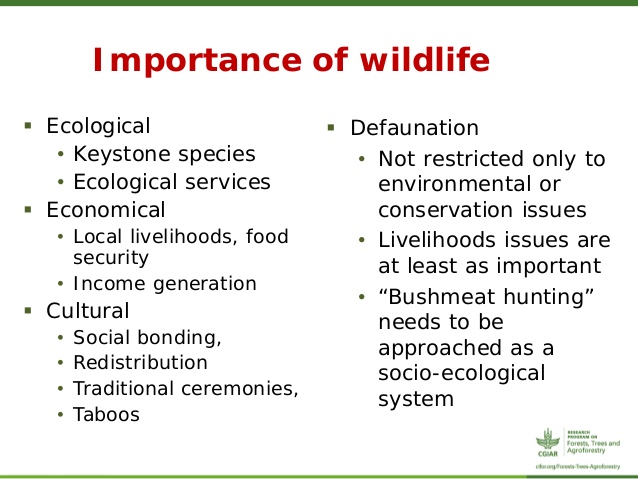 Importance of wildlife
▪ Ecological
• Keystone species
• Ecological services
▪ Economical
• Local livelihoods, food
security
• Income generation
▪ Cultural
• Social bonding,
• Redistribution
• Traditional ceremonies,
• Taboos
▪ Defaunation
• Not restricted only to
environmental or
conservation issues
• Livelihoods issues are
at least as important
• “Bushmeat hunting”
needs to be
approached as a
socio-ecological
system
CGIAR
RESEARCH
PROGRAM ON
Forests, Trees and
Agroforestry
cifor.org/Forests-Trees-Agroforestry